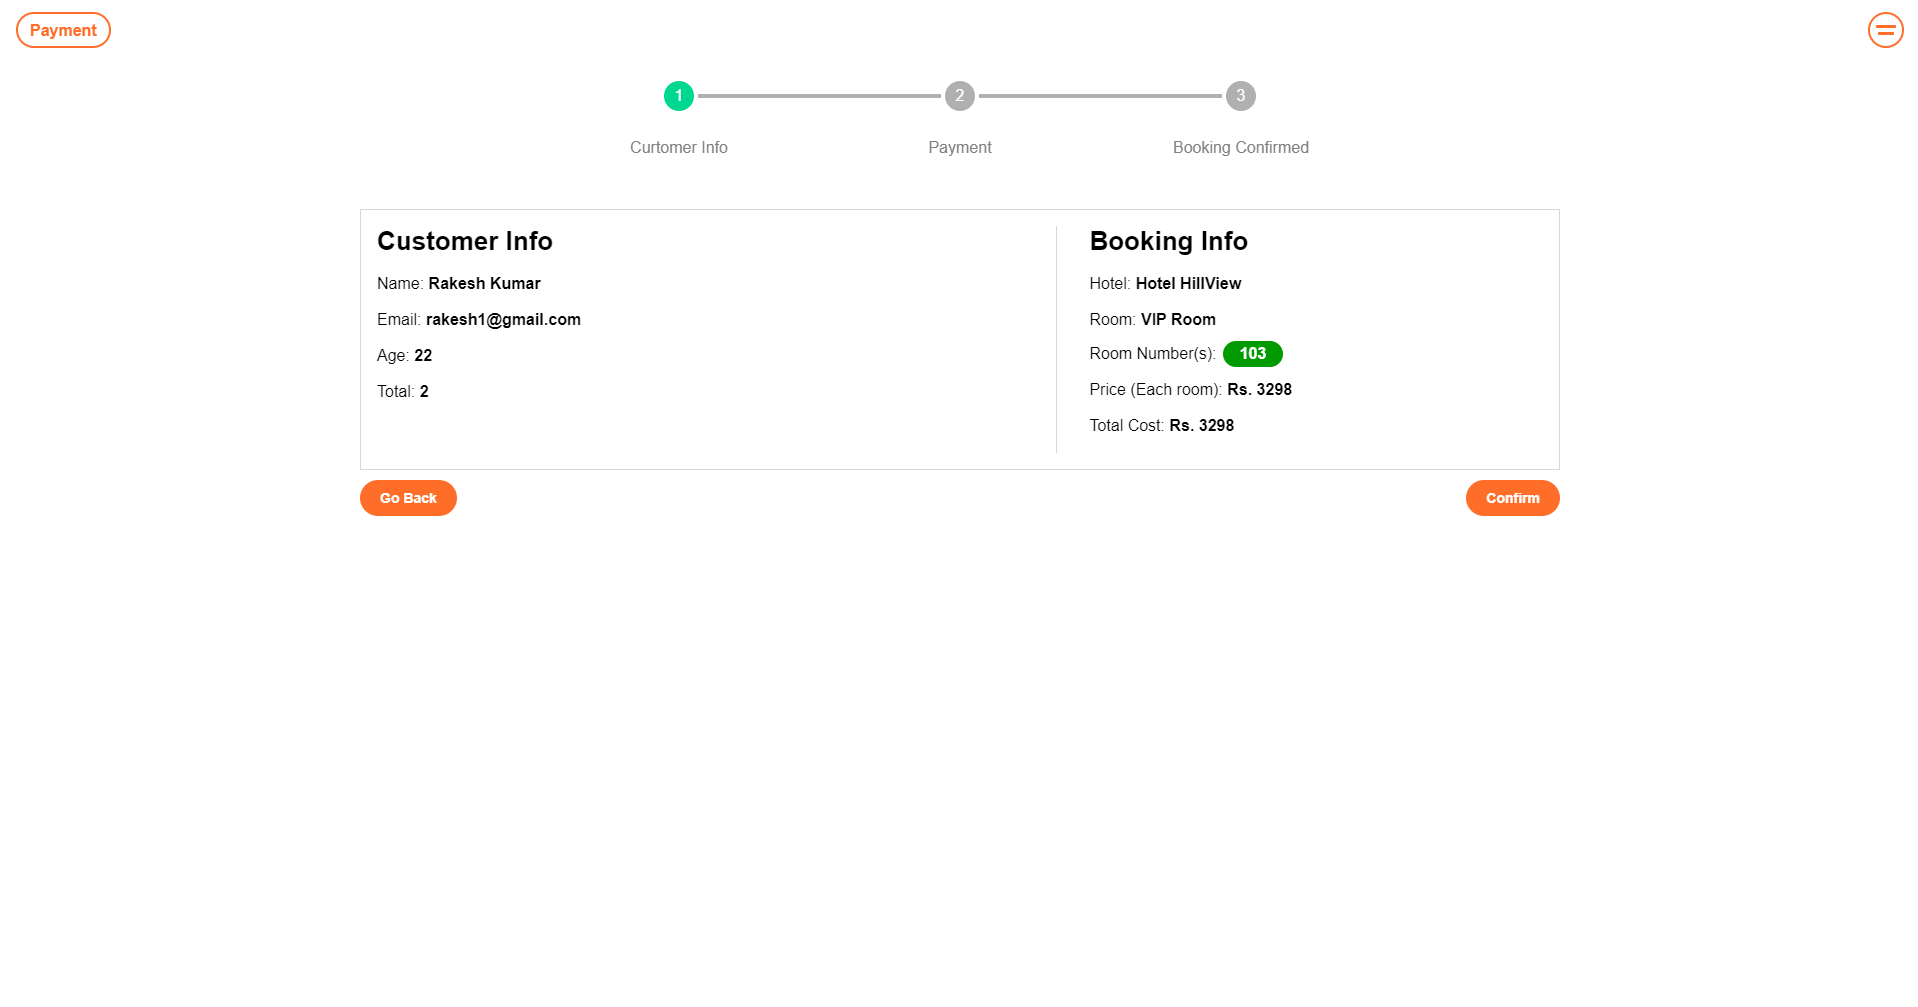 Payment
1
2
3
Curtomer Info
Payment
Booking Confirmed
Customer Info
Name: Rakesh Kumar
Email: rakesh1@gmail.com
Age: 22
Total: 2
Booking Info
Hotel: Hotel HillView
Room: VIP Room
Room Number(s): 103
Price (Each room): Rs. 3298
Total Cost: Rs. 3298
Go Back
Confirm